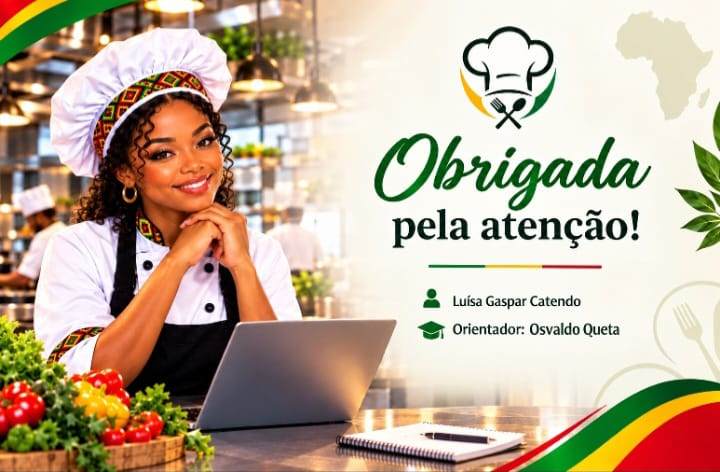 Obrigada
pela atenção!
Luísa Gaspar Catendo
Orientador: Osvaldo Queta